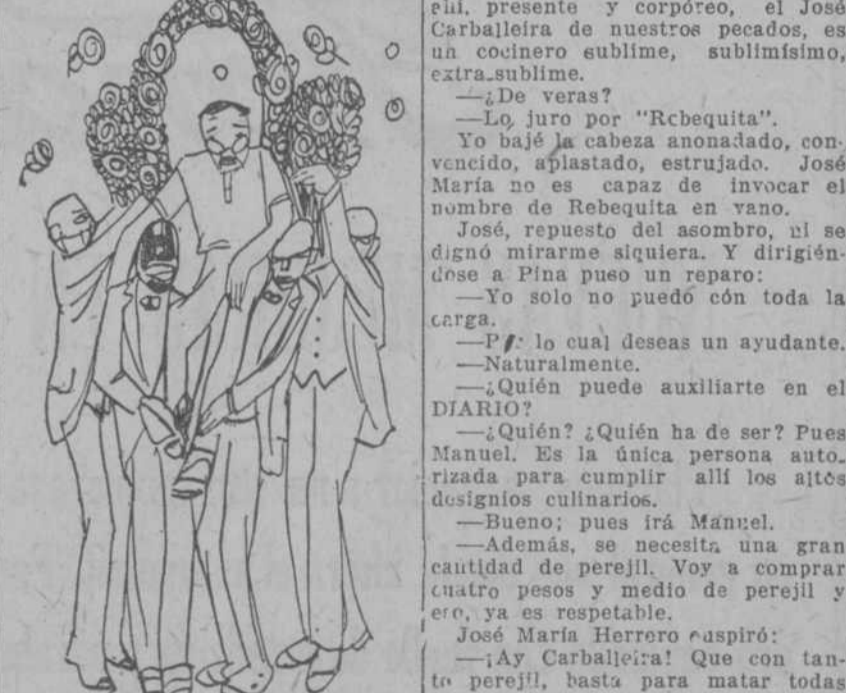 ehí, presente y corpóreo, el José
Carballeira de nuestros pecados, es
un cocinero sublime, sublimísimo,
extra-sublime.
—¿De veras?
—Lo juro por "Rebequita".
Yo bajé la cabeza anonadado, con-
vencido, aplastado, estrujado. José
María no es capaz de invocar el
nombre de Rebequita en vano.
José, repuesto del asombro, ni se
dignó mirarme siquiera. Y dirigién-
dose a Pina puso un reparo:
—Yo solo no puedo cón toda la
carga.
—P lo cual deseas un ayudante.
—Naturalmente.
—¿Quién puede auxiliarte en el
DIARIO?
—¿Quién? ¿Quién ha de ser? Pues
Manuel. Es la única persona auto-
rizada para cumplir allí los altos
designios culinarios.
—Bueno; pues irá Manuel.
—Además, se necesita una gran
cantidad de perejil. Voy a comprar
cuatro pesos y medio de perejil y
ero, ya es respetable.
José María Herrero suspiró:
—¡Ay Carballeira! Que con tan-
to perejil, basta para matar todas